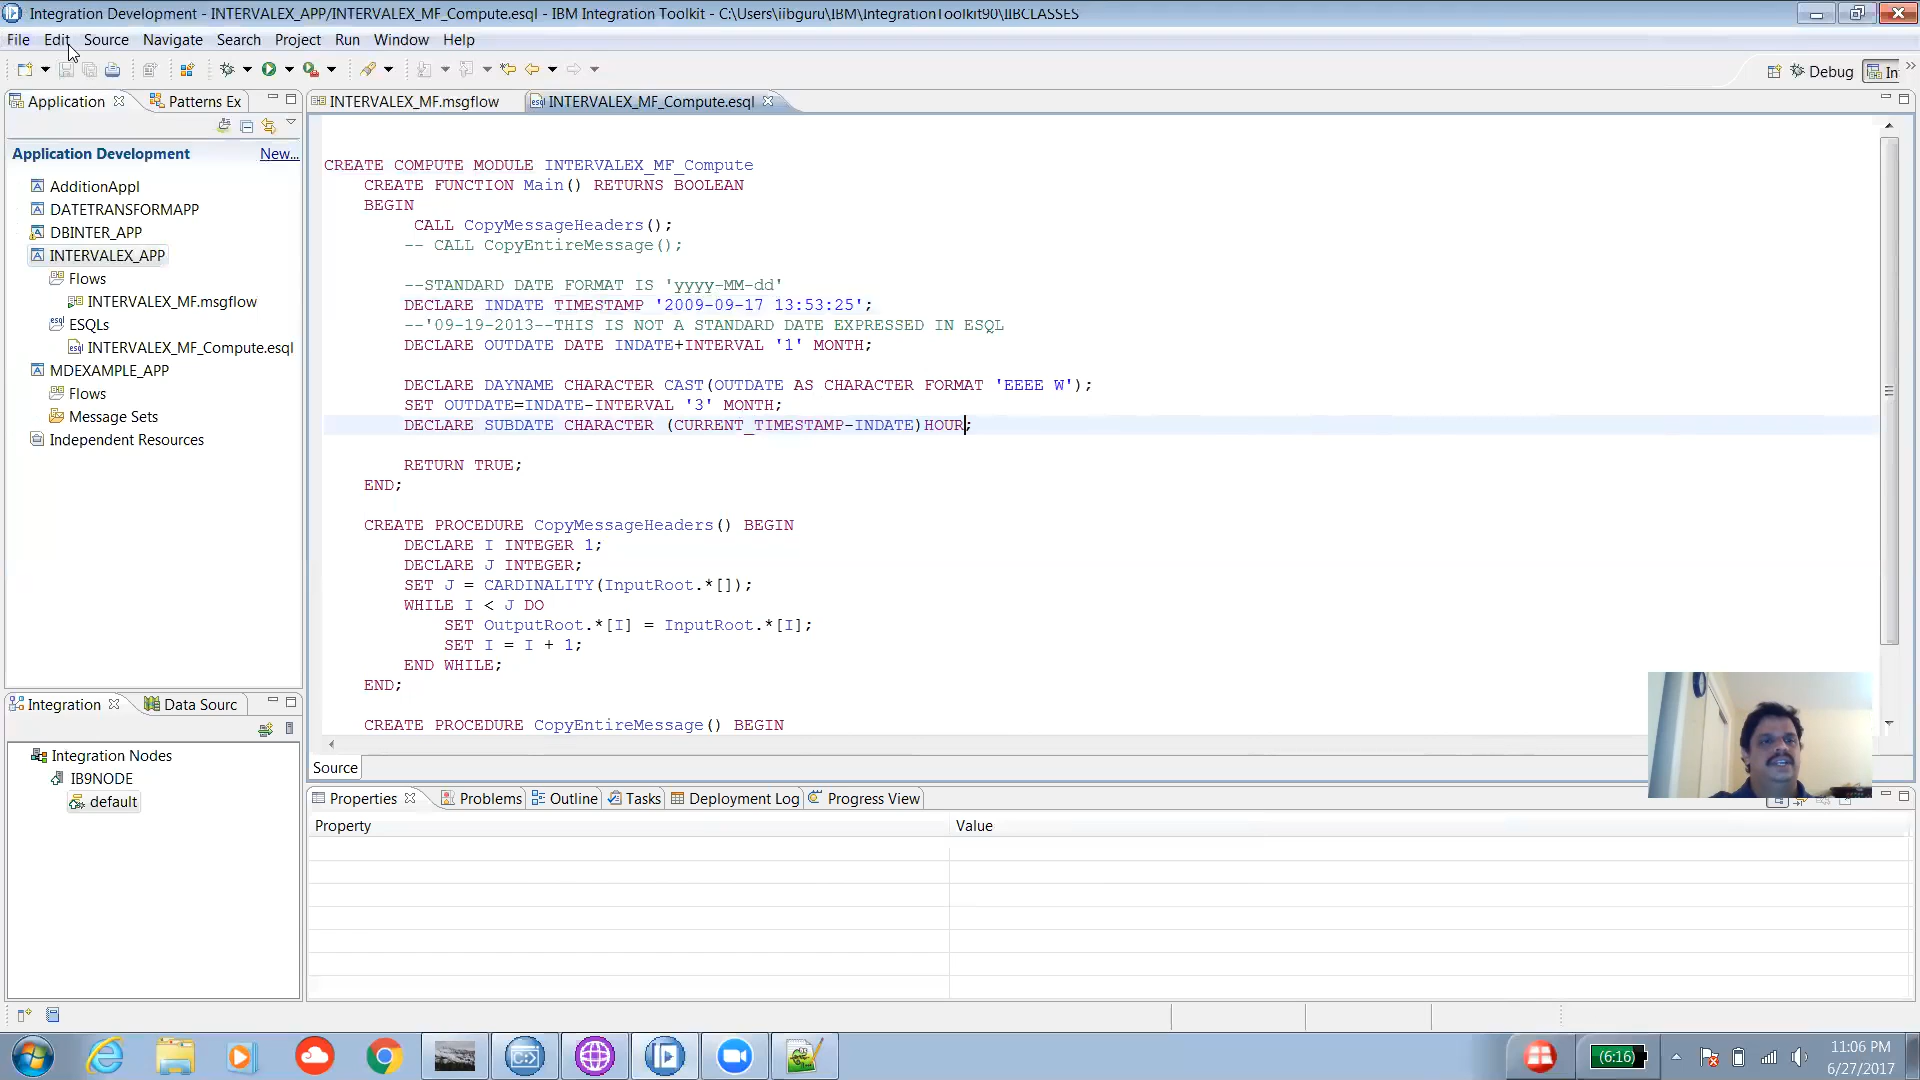 Integration Development - INTERVALEX_APP/INTERVALEX_MF_Compute.esql - IBM Integration Toolkit - C:\Users\iibguru\IBM\IntegrationToolkit90\IIBCLASSES
File Edit Source Navigate Search Project Run Window Help
Debug In
Application
Patterns Ex
INTERVALEX_MF.msgflow
INTERVALEX_MF_Compute.esql
Application Development New...
AdditionAppl
DATETRANSFORMAPP
DBINTER_APP
INTERVALEX_APP
Flows
INTERVALEX_MF.msgflow
ESQLs
INTERVALEX_MF_Compute.esql
MDEXAMPLE_APP
Flows
Message Sets
Independent Resources
CREATE COMPUTE MODULE INTERVALEX_MF_Compute
CREATE FUNCTION Main() RETURNS BOOLEAN
BEGIN
CALL CopyMessageHeaders();
-- CALL CopyEntireMessage();
--STANDARD DATE FORMAT IS 'yyyy-MM-dd'
DECLARE INDATE TIMESTAMP '2009-09-17 13:53:25';
--'09-19-2013--THIS IS NOT A STANDARD DATE EXPRESSED IN ESQL
DECLARE OUTDATE DATE INDATE+INTERVAL '1' MONTH;
DECLARE DAYNAME CHARACTER CAST(OUTDATE AS CHARACTER FORMAT 'EEEE W');
SET OUTDATE=INDATE-INTERVAL '3' MONTH;
DECLARE SUBDATE CHARACTER (CURRENT_TIMESTAMP-INDATE)HOUR;
RETURN TRUE;
END;
CREATE PROCEDURE CopyMessageHeaders() BEGIN
DECLARE I INTEGER 1;
DECLARE J INTEGER;
SET J = CARDINALITY(InputRoot.*[]);
WHILE I < J DO
SET OutputRoot.*[I] = InputRoot.*[I];
SET I = I + 1;
END WHILE;
END;
CREATE PROCEDURE CopyEntireMessage() BEGIN
Source
Integration
Data Sourc
Integration Nodes
IB9NODE
default
Properties Problems Outline Tasks Deployment Log Progress View
Property Value
(6:16)
11:06 PM
6/27/2017